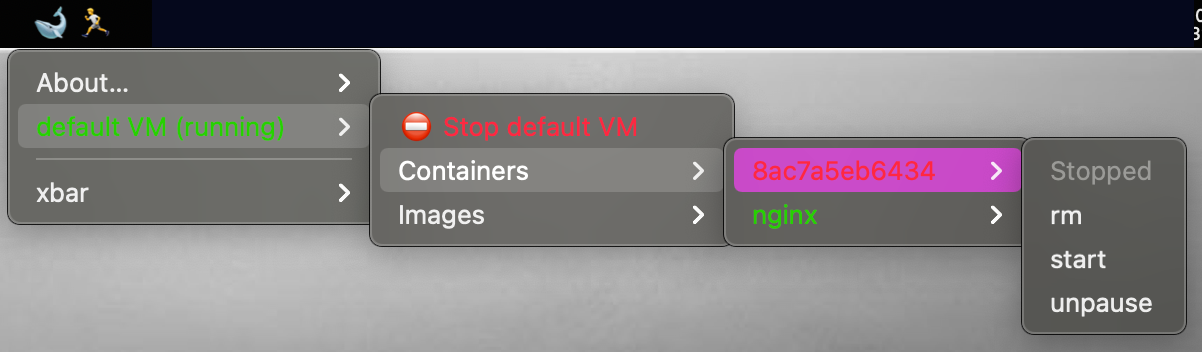 About...
default VM (running)
xbar
Stop default VM
Containers
Images
8ac7a5eb6434
nginx
Stopped
rm
start
unpause